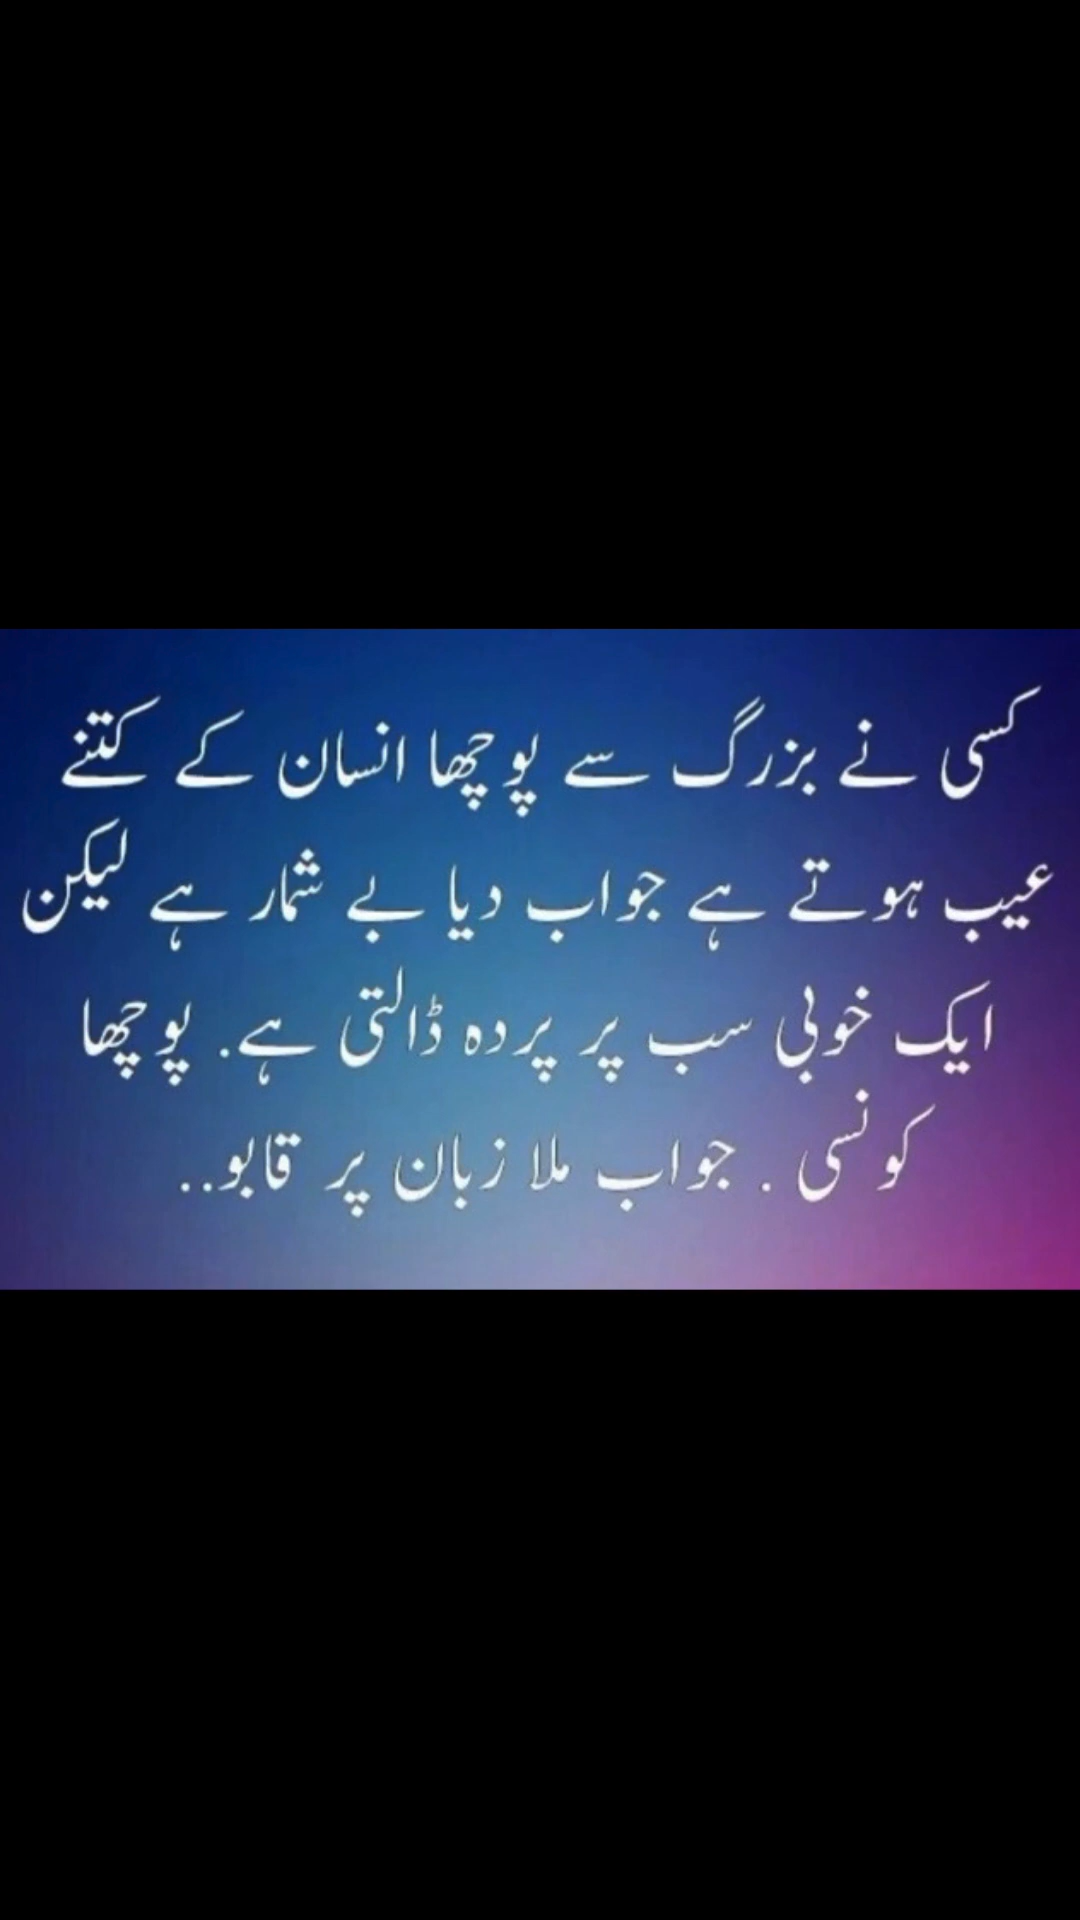 کسی نے بزرگ سے پوچھا انسان کے کتنے
عیب ہوتے ہے جواب دیا بے شمار ہے لیکن
ایک خوبی سب پر پردہ ڈالتی ہے. پوچھا
کونسی . جواب ملا زبان پر قابو..